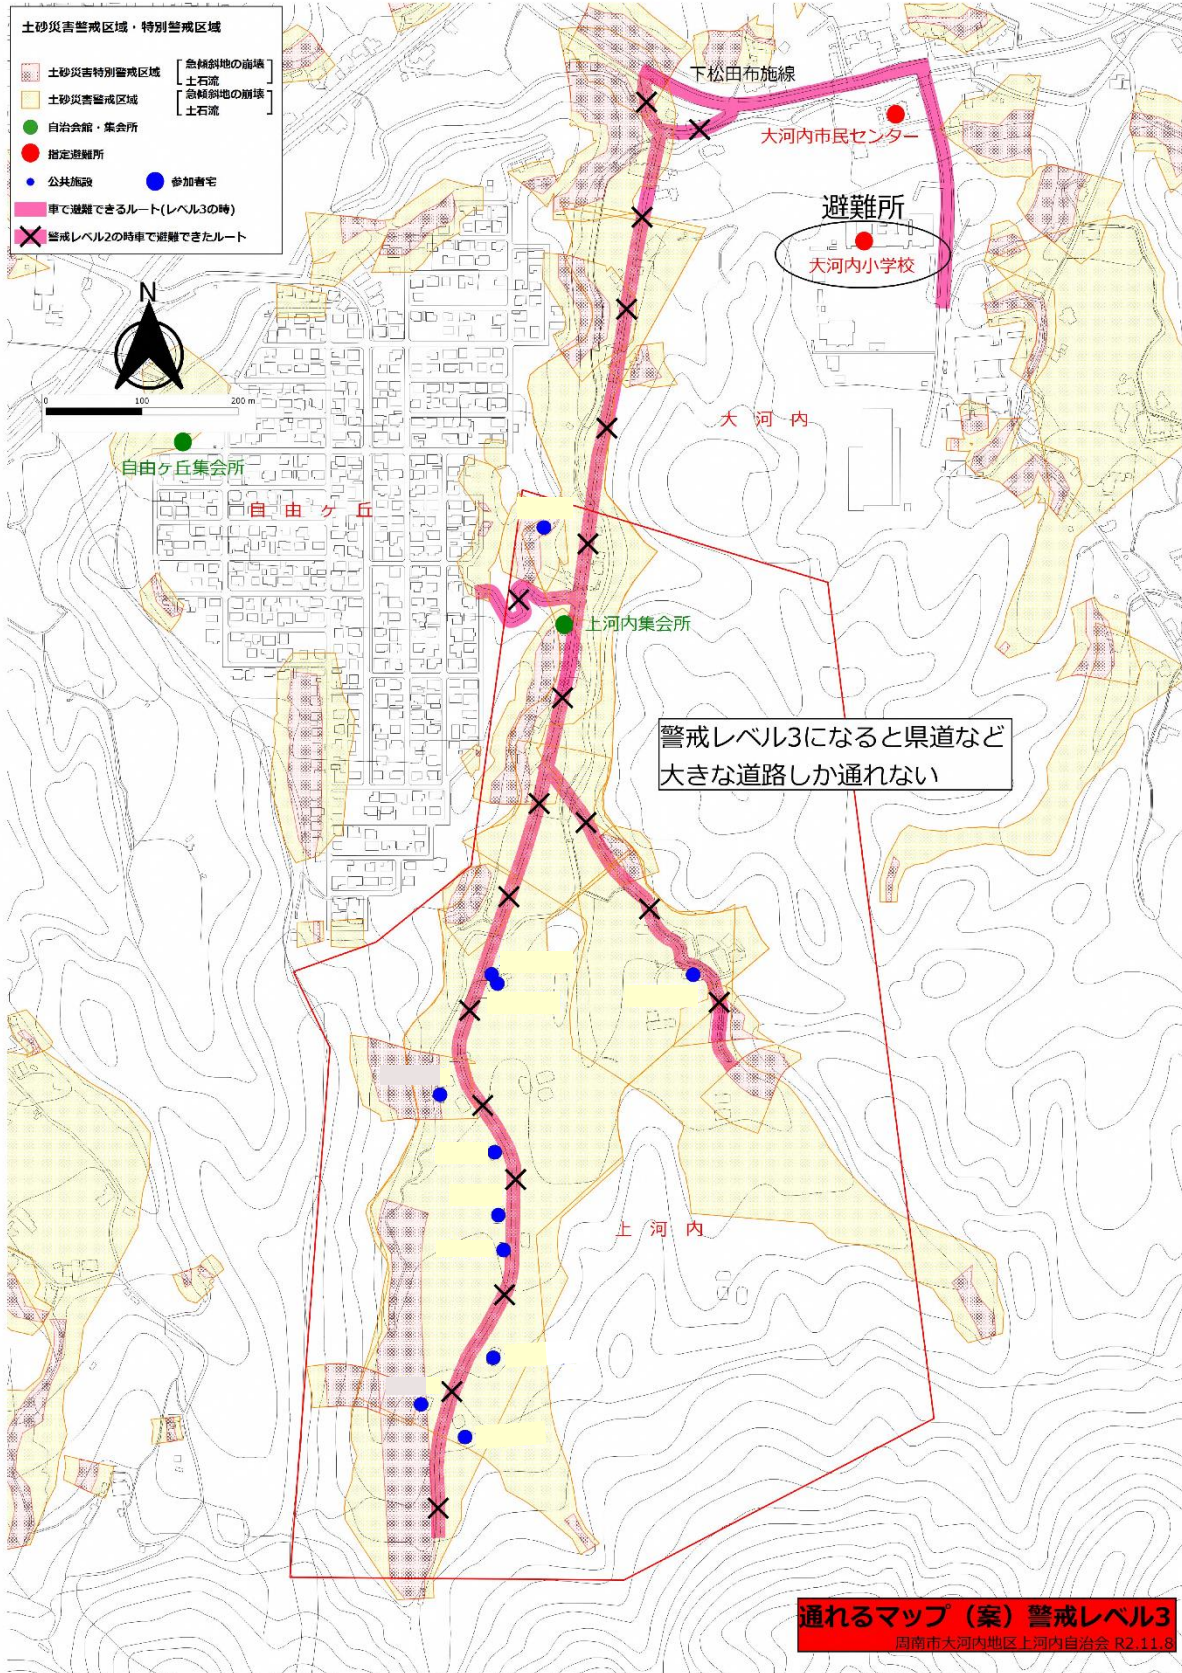 土砂災害警戒区域・特別警戒区域
土砂災害特別警戒区域
急傾斜地の崩壊
土石流
土砂災害警戒区域
急傾斜地の崩壊
土石流
自治会館・集会所
指定避難所
公共施設
参加者宅
車で避難できるルート(レベル3の時)
警戒レベル2の時車で避難できたルート
下松田布施線
大河内市民センター
避難所
大河内小学校
N
0 100 200 m
大河内
自由ケ丘集会所
自由ケ丘
上河内集会所
警戒レベル3になると県道など
大きな道路しか通れない
上河内
通れるマップ（案）警戒レベル3
周南市大河内地区上河内自治会 R2.11.8